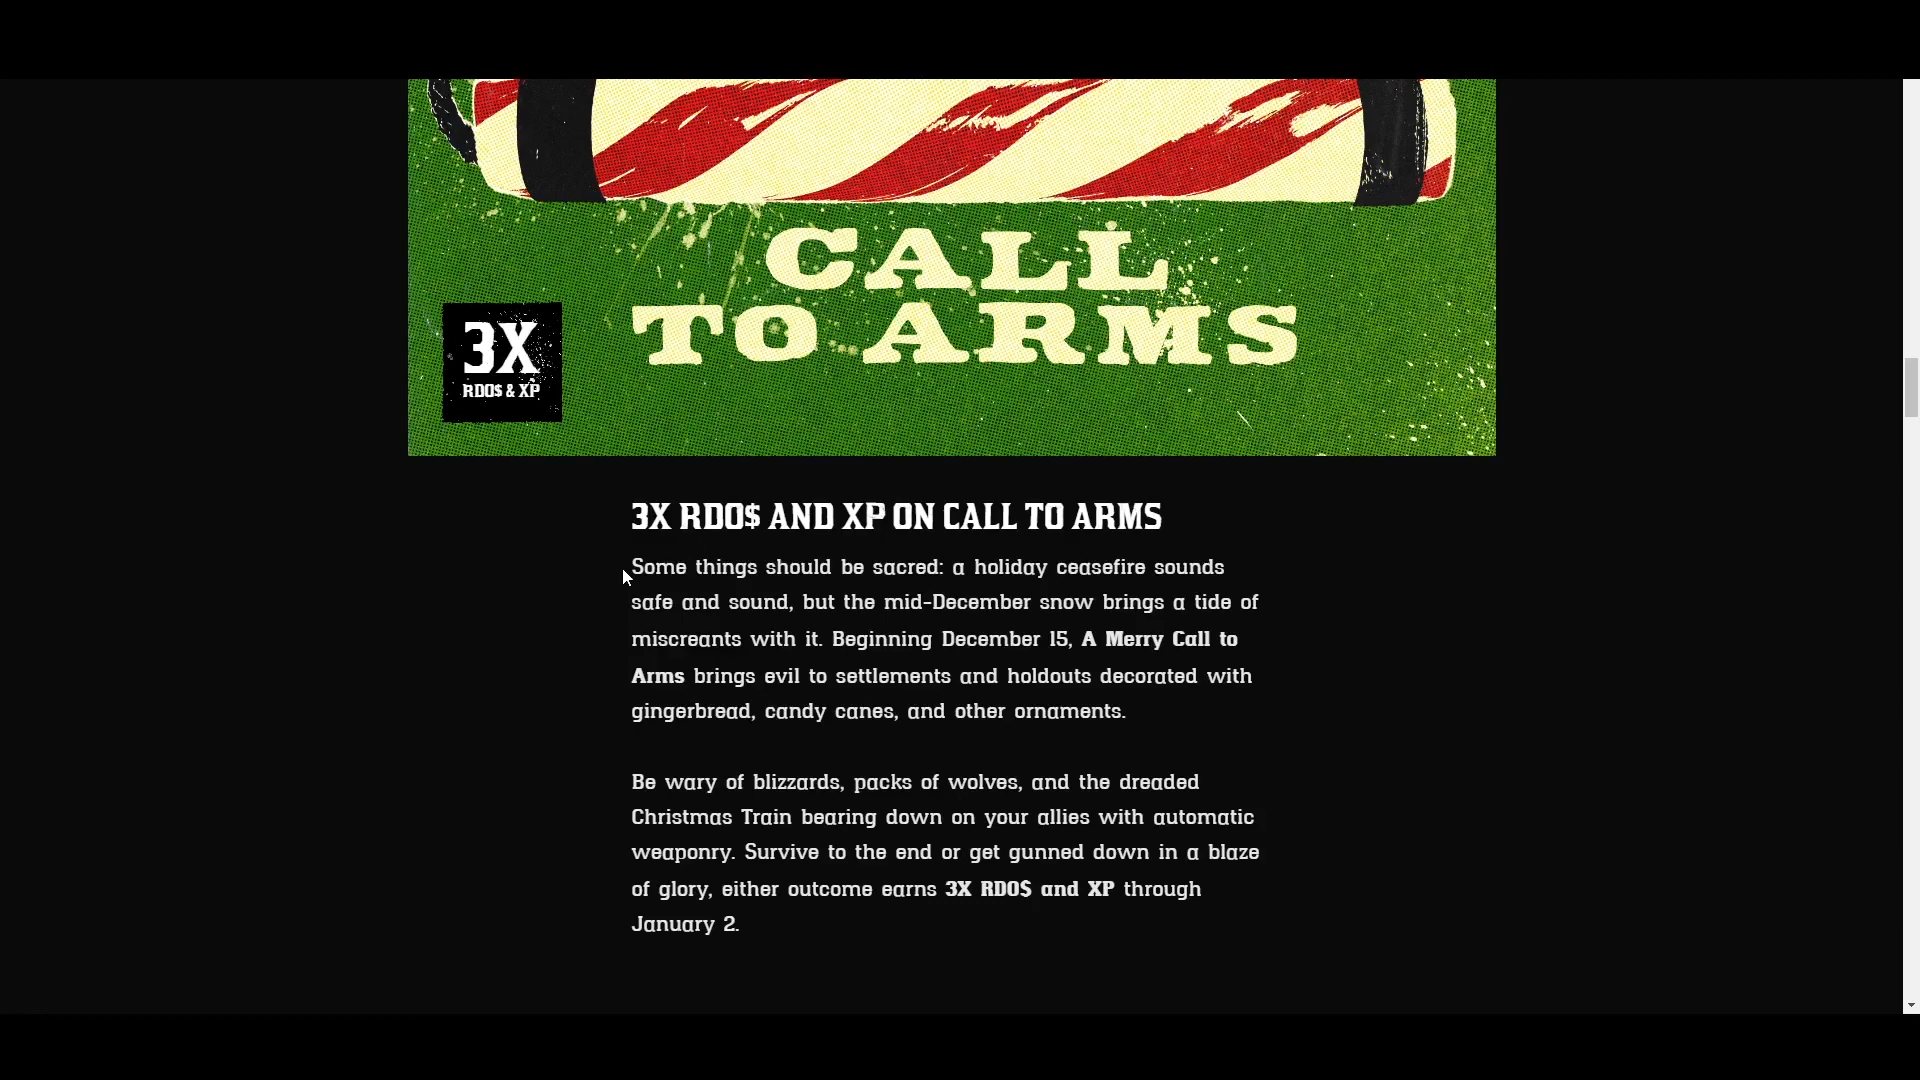 CALL
TO ARMS
3X
RDO$ & XP
3X RDO$ AND XP ON CALL TO ARMS
Some things should be sacred: a holiday ceasefire sounds
safe and sound, but the mid-December snow brings a tide of
miscreants with it. Beginning December 15, A Merry Call to
Arms brings evil to settlements and holdouts decorated with
gingerbread, candy canes, and other ornaments.
Be wary of blizzards, packs of wolves, and the dreaded
Christmas Train bearing down on your allies with automatic
weaponry. Survive to the end or get gunned down in a blaze
of glory, either outcome earns 3X RDO$ and XP through
January 2.